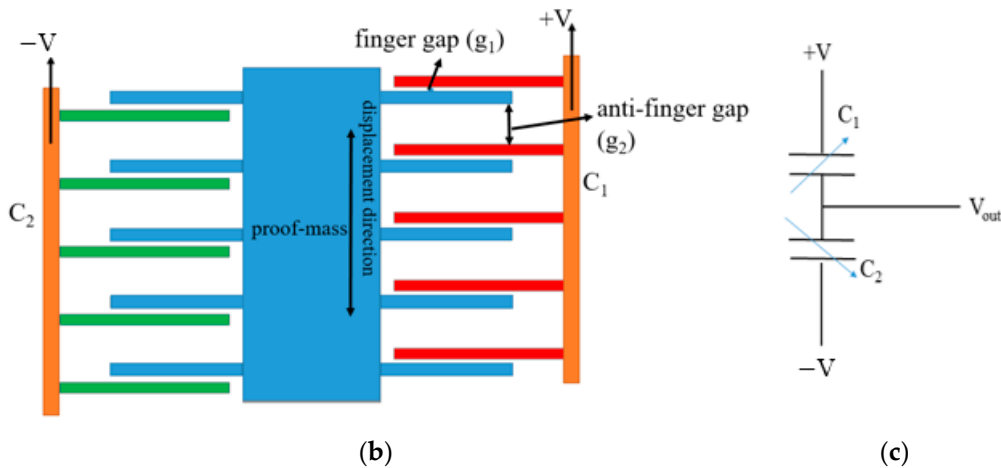 −V
finger gap (g₁)
+V
anti-finger gap
(g₂)
displacement direction
proof-mass
C₂
C₁
(b)
+V
C₁
Vout
C₂
−V
(c)